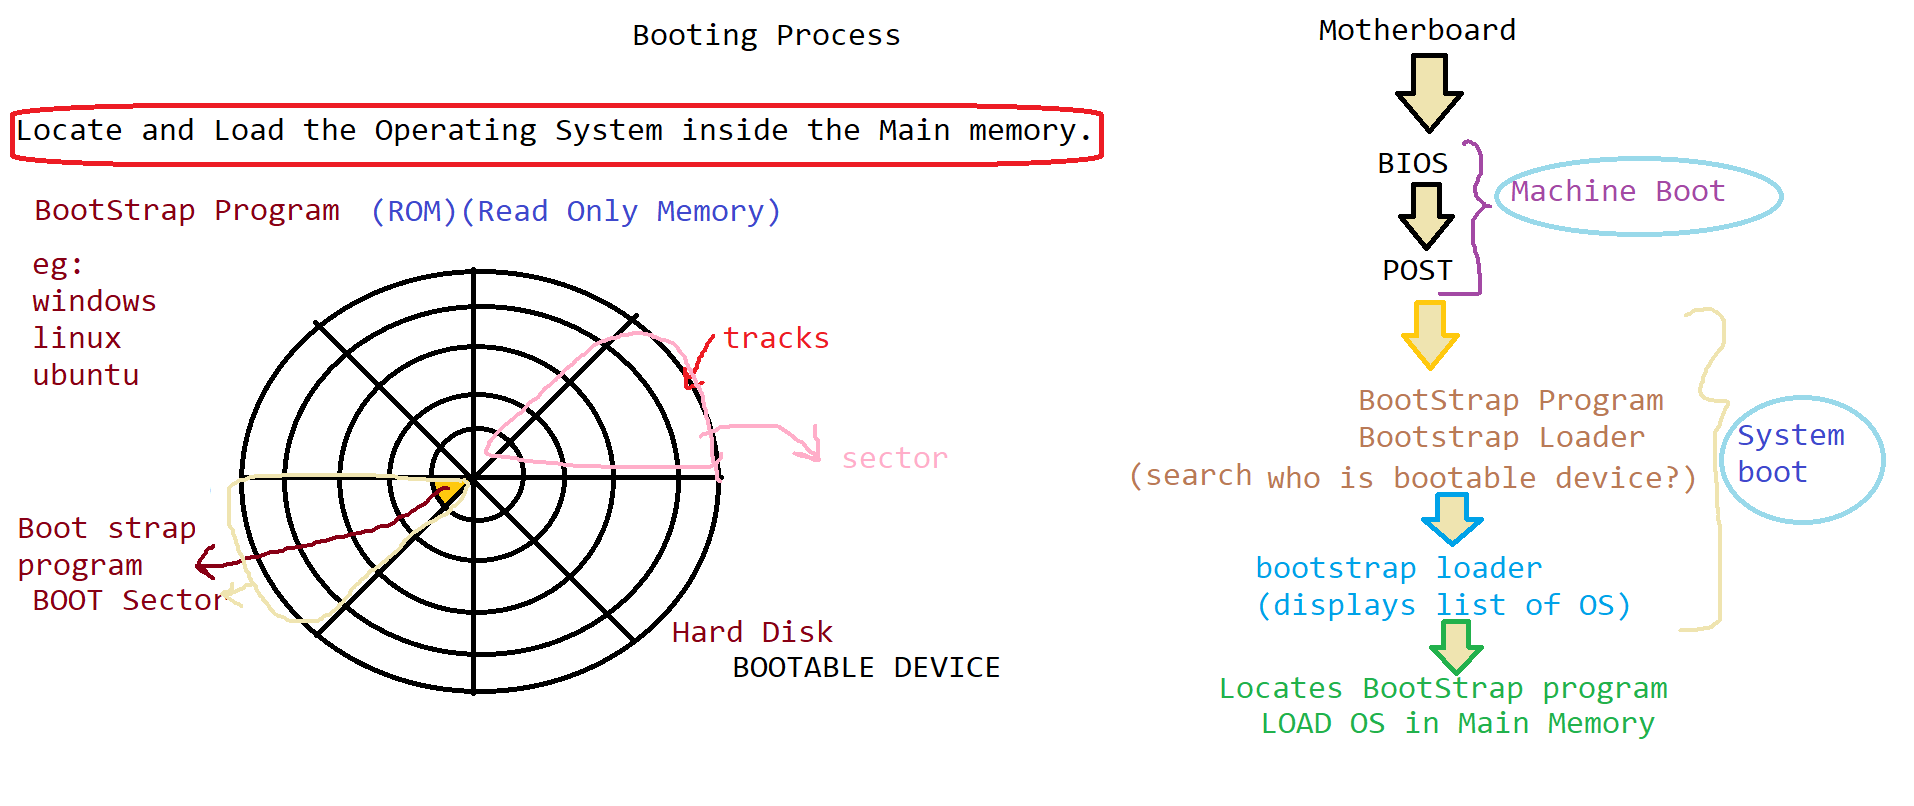 Booting Process
Locate and Load the Operating System inside the Main memory.
BootStrap Program (ROM)(Read Only Memory)
eg:
windows
linux
ubuntu
tracks
sector
Boot strap
program
BOOT Sector
Hard Disk
BOOTABLE DEVICE
Motherboard
BIOS
Machine Boot
POST
BootStrap Program
Bootstrap Loader
(search who is bootable device?)
System
boot
bootstrap loader
(displays list of OS)
Locates BootStrap program
LOAD OS in Main Memory